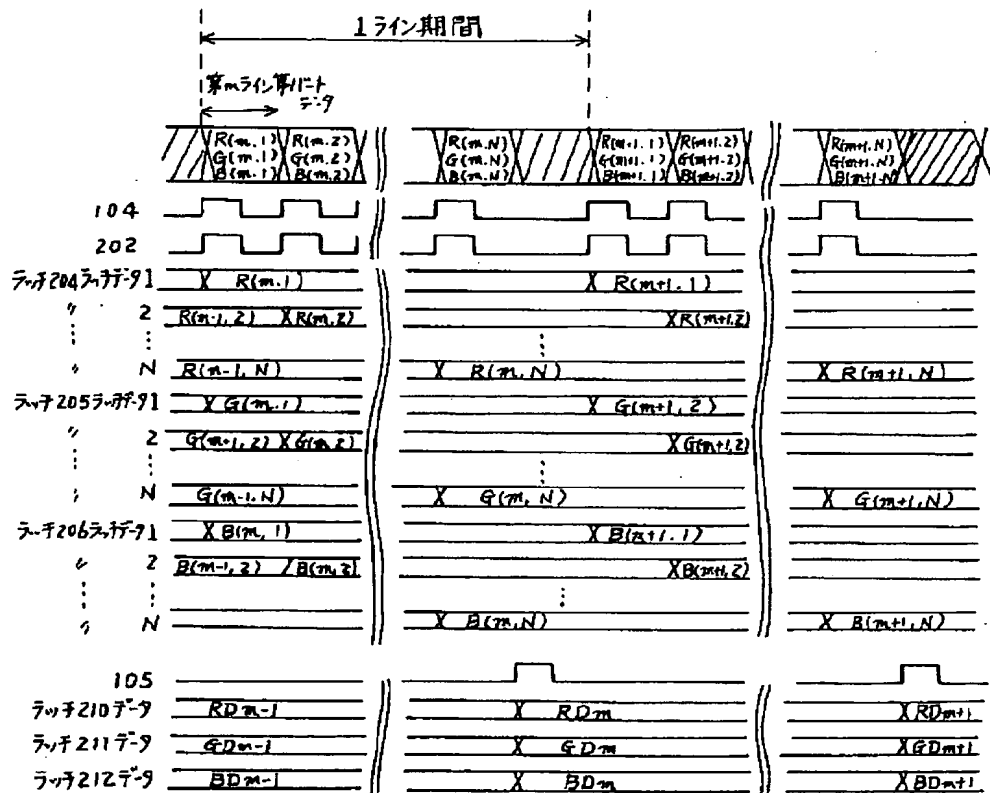 1ライン期間
第mライン第1ビート
データ
R(m.1) R(m.2) R(m.N) R(m+1.1) R(m+1.2) R(m+1.N)
G(m.1) G(m.2) G(m.N) G(m+1.1) G(m+1.2) G(m+1.N)
B(m.1) B(m.2) B(m.N) B(m+1.1) B(m+1.2) B(m+1.N)
104
202
ラッチ204ラッチデータ1 R(m.1) R(m+1.1)
〃 2 R(m-1,2) R(m.2) R(m+1.2)
〃 N R(m-1,N) R(m,N) R(m+1,N)
ラッチ205ラッチデータ1 G(m.1) G(m+1,2)
〃 2 G(m+1,2) G(m,2) G(m+1,2)
〃 N G(m-1,N) G(m,N) G(m+1,N)
ラッチ206ラッチデータ1 B(m,1) B(m+1.1)
〃 2 B(m-1,2) B(m,2) B(m+1,2)
〃 N B(m,N) B(m+1,N)
105
ラッチ210データ RDm-1 RDm RDm+1
ラッチ211データ GDm-1 GDm GDm+1
ラッチ212データ BDm-1 BDm BDm+1